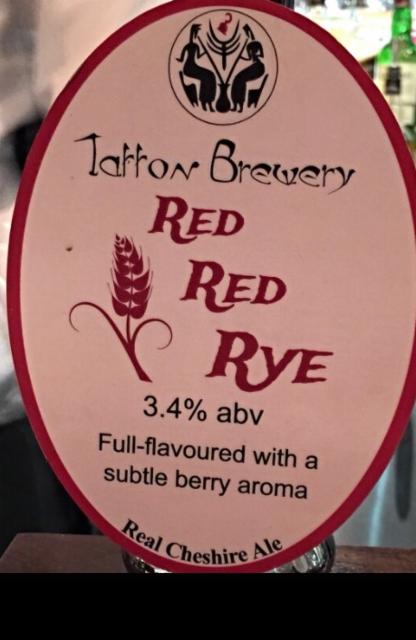 Tatton Brewery
RED
RED
RYE
3.4% abv
Full-flavoured with a
subtle berry aroma
Real Cheshire Ale